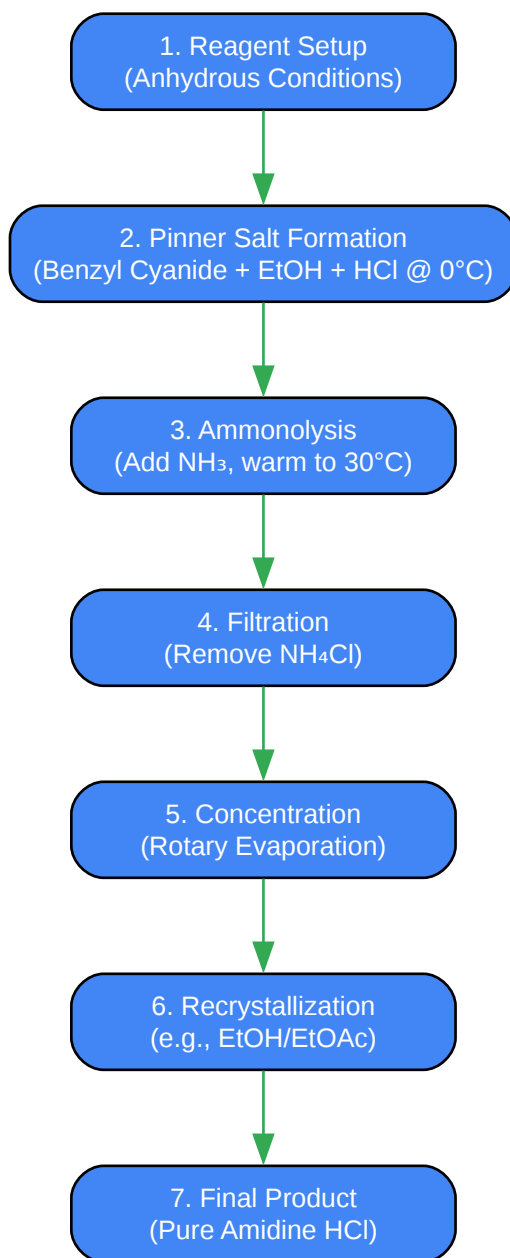 1. Reagent Setup
(Anhydrous Conditions)
2. Pinner Salt Formation
(Benzyl Cyanide + EtOH + HCl @ 0°C)
3. Ammonolysis
(Add NH₃, warm to 30°C)
4. Filtration
(Remove NH₄Cl)
5. Concentration
(Rotary Evaporation)
6. Recrystallization
(e.g., EtOH/EtOAc)
7. Final Product
(Pure Amidine HCl)